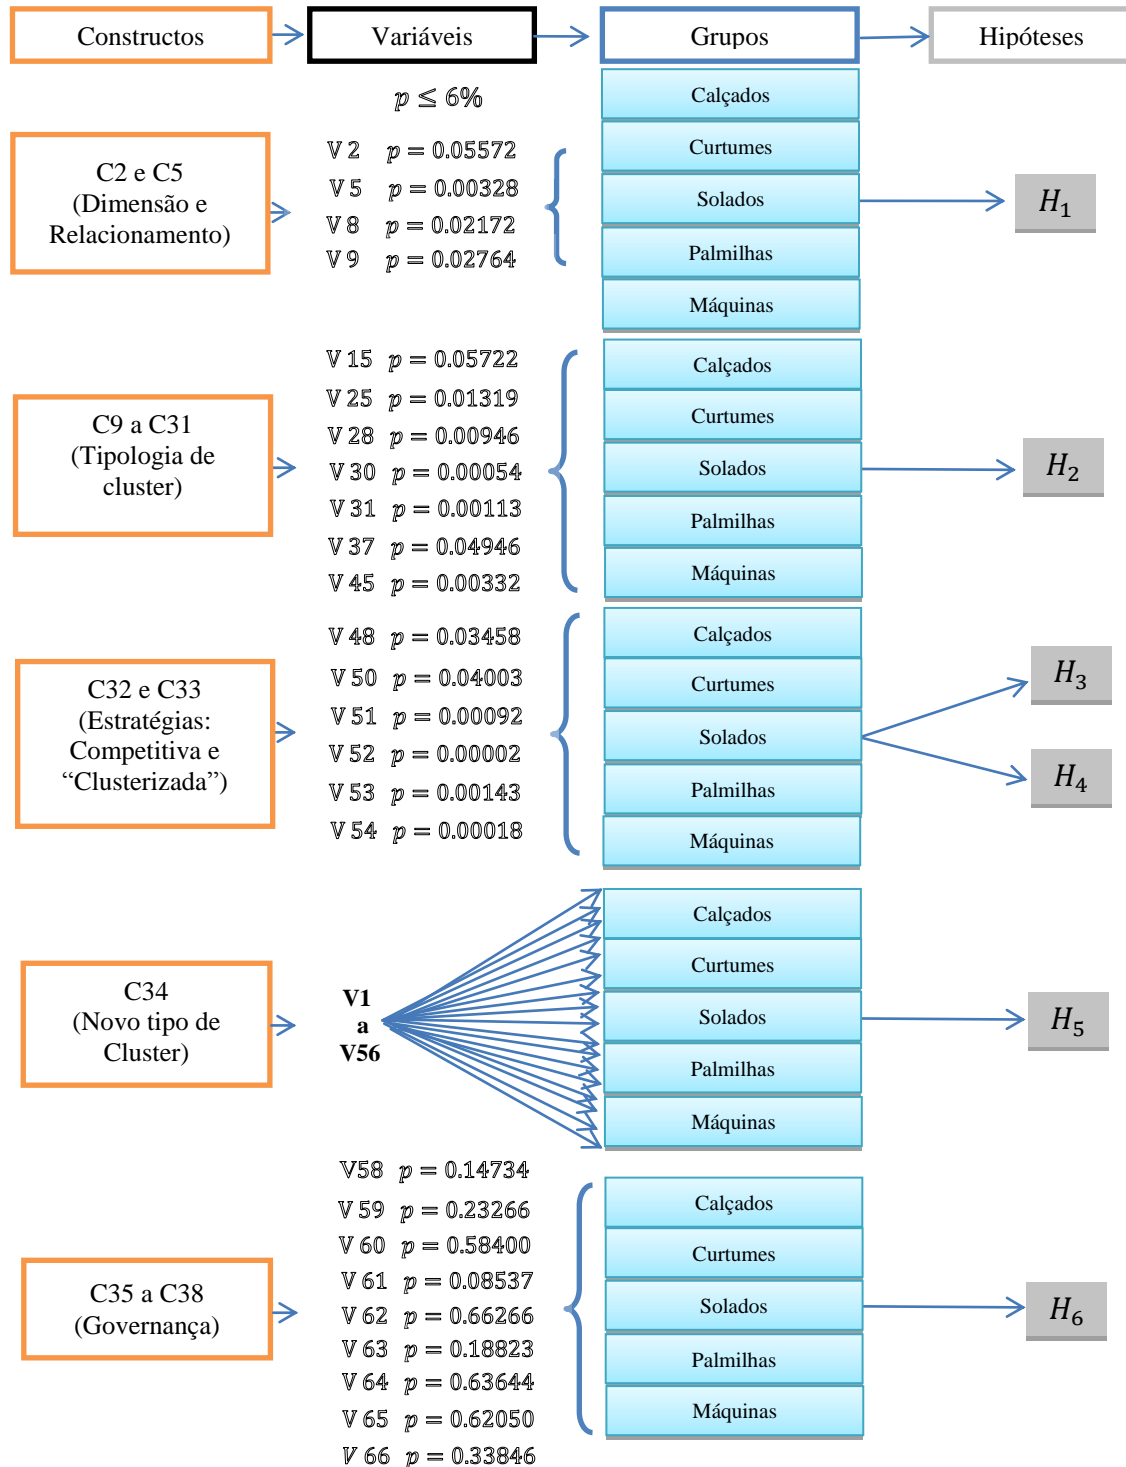 Constructos
Variáveis
Grupos
Hipóteses
p ≤ 6%
C2 e C5
(Dimensão e
Relacionamento)
V 2 p = 0.05572
V 5 p = 0.00328
V 8 p = 0.02172
V 9 p = 0.02764
Calçados
Curtumes
Solados
Palmilhas
Máquinas
H₁
C9 a C31
(Tipologia de
cluster)
V 15 p = 0.05722
V 25 p = 0.01319
V 28 p = 0.00946
V 30 p = 0.00054
V 31 p = 0.00113
V 37 p = 0.04946
V 45 p = 0.00332
Calçados
Curtumes
Solados
Palmilhas
Máquinas
H₂
C32 e C33
(Estratégias:
Competitiva e
“Clusterizada”)
V 48 p = 0.03458
V 50 p = 0.04003
V 51 p = 0.00092
V 52 p = 0.00002
V 53 p = 0.00143
V 54 p = 0.00018
Calçados
Curtumes
Solados
Palmilhas
Máquinas
H₃
H₄
C34
(Novo tipo de
Cluster)
V1
a
V56
Calçados
Curtumes
Solados
Palmilhas
Máquinas
H₅
C35 a C38
(Governança)
V58 p = 0.14734
V 59 p = 0.23266
V 60 p = 0.58400
V 61 p = 0.08537
V 62 p = 0.66266
V 63 p = 0.18823
V 64 p = 0.63644
V 65 p = 0.62050
V 66 p = 0.33846
Calçados
Curtumes
Solados
Palmilhas
Máquinas
H₆